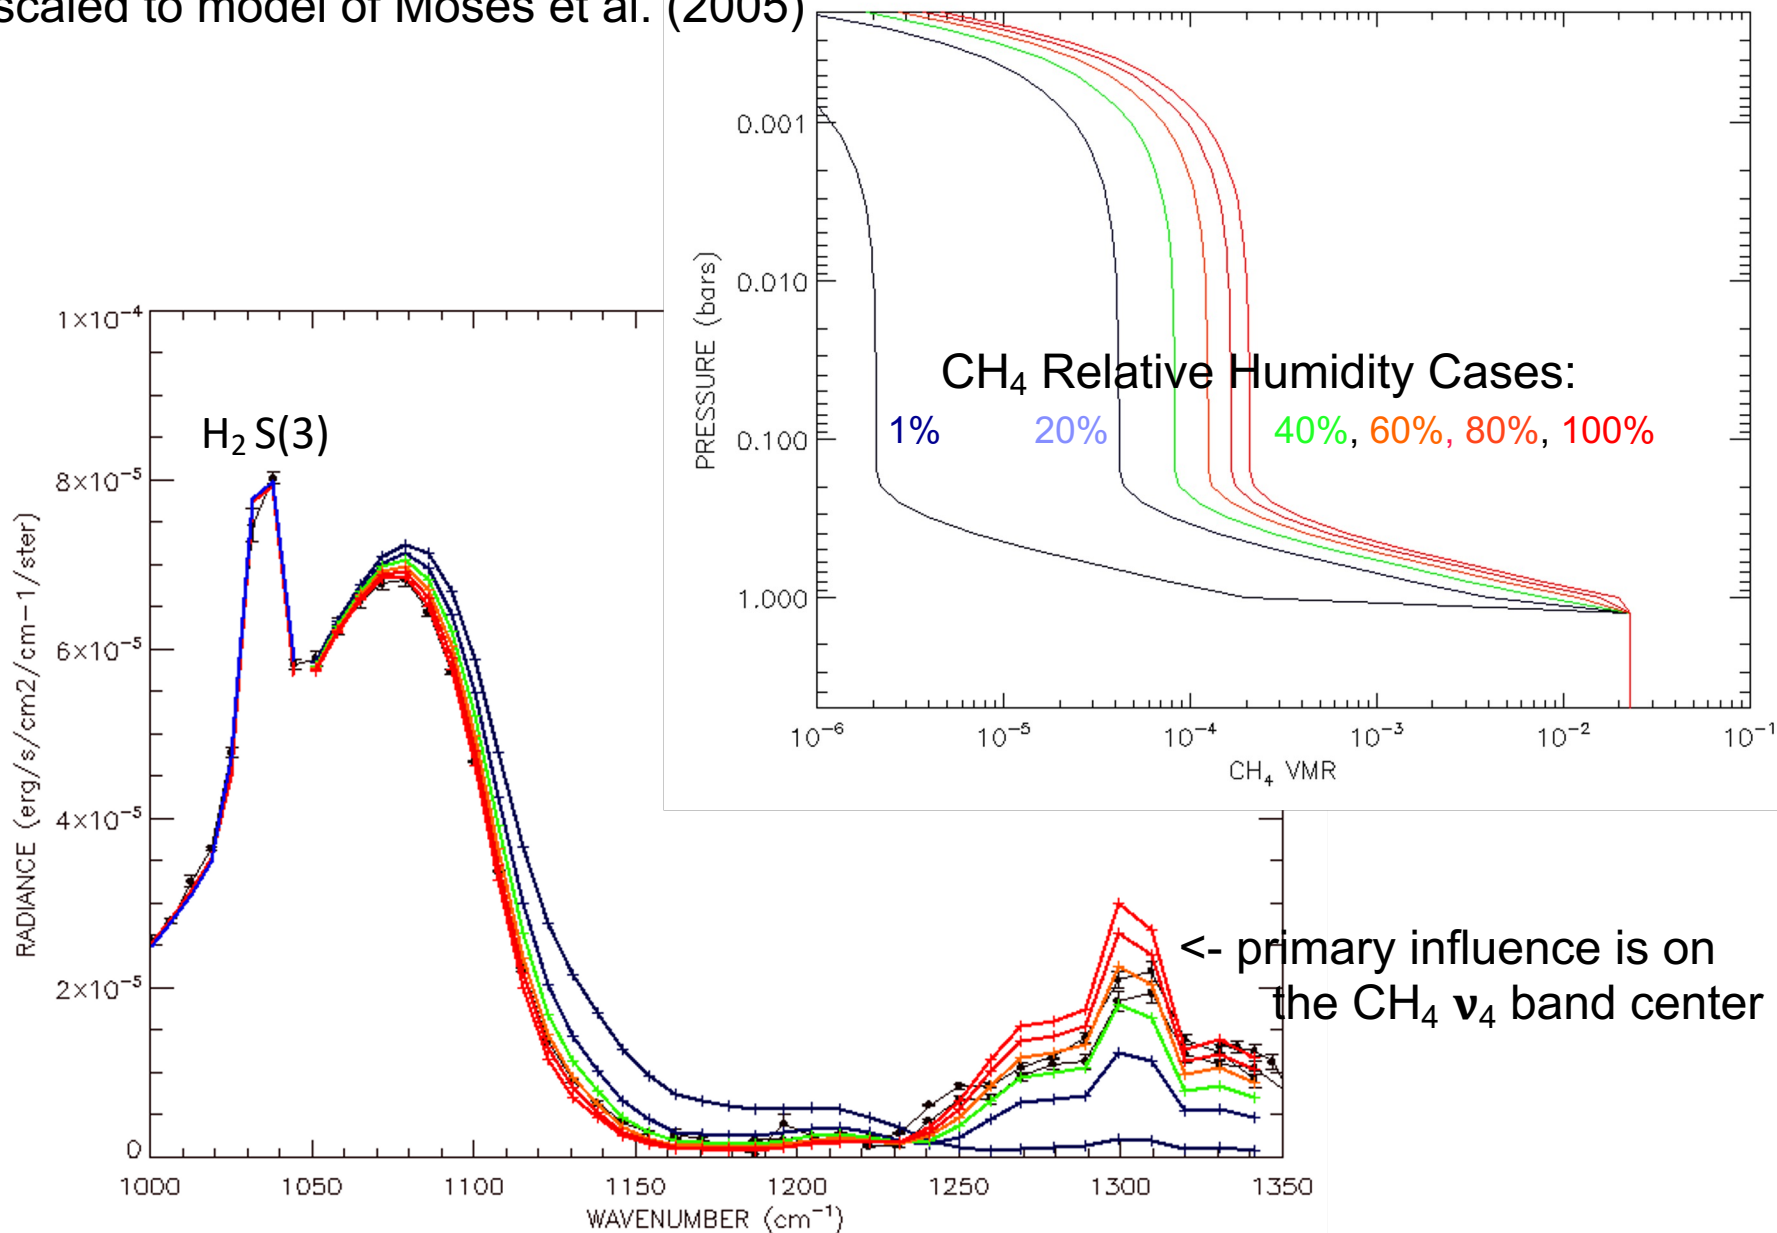 scaled to model of Moses et al. (2005)
0.001
0.010
0.100
1.000
PRESSURE (bars)
CH₄ Relative Humidity Cases:
1% 20% 40%, 60%, 80%, 100%
10⁻⁶ 10⁻⁵ 10⁻⁴ 10⁻³ 10⁻² 10⁻¹
CH₄ VMR
1×10⁻⁴
8×10⁻⁵
6×10⁻⁵
4×10⁻⁵
2×10⁻⁵
0
RADIANCE (erg/s/cm2/cm−1/ster)
H₂ S(3)
<- primary influence is on
the CH₄ ν₄ band center
1000 1050 1100 1150 1200 1250 1300 1350
WAVENUMBER (cm⁻¹)